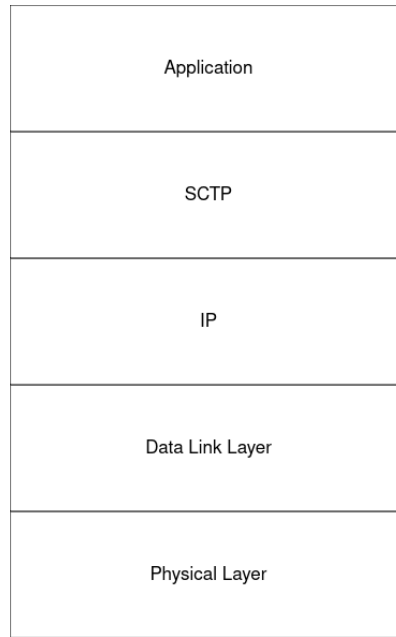 Application
SCTP
IP
Data Link Layer
Physical Layer